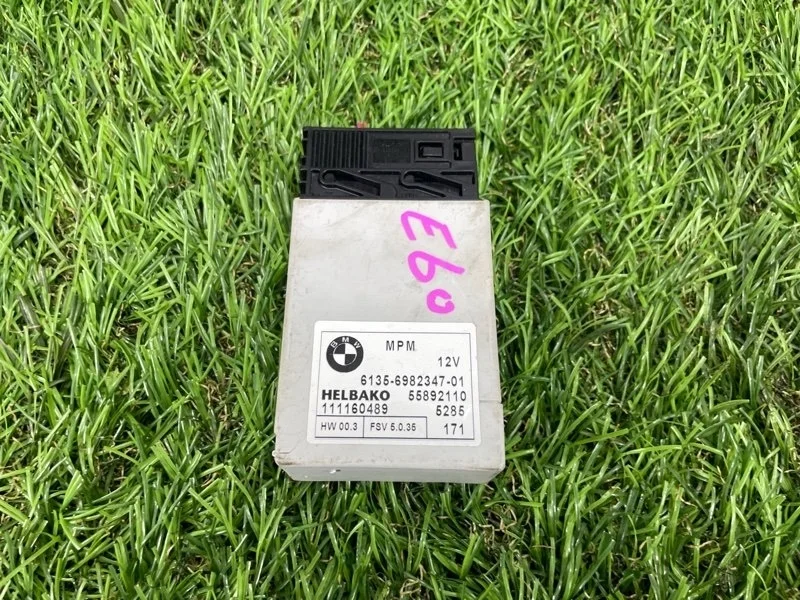 E60
BMW
MPM
12V
6135-6982347-01
HELBAKO 55892110
111160489 5285
HW 00.3 FSV 5.0.35 171